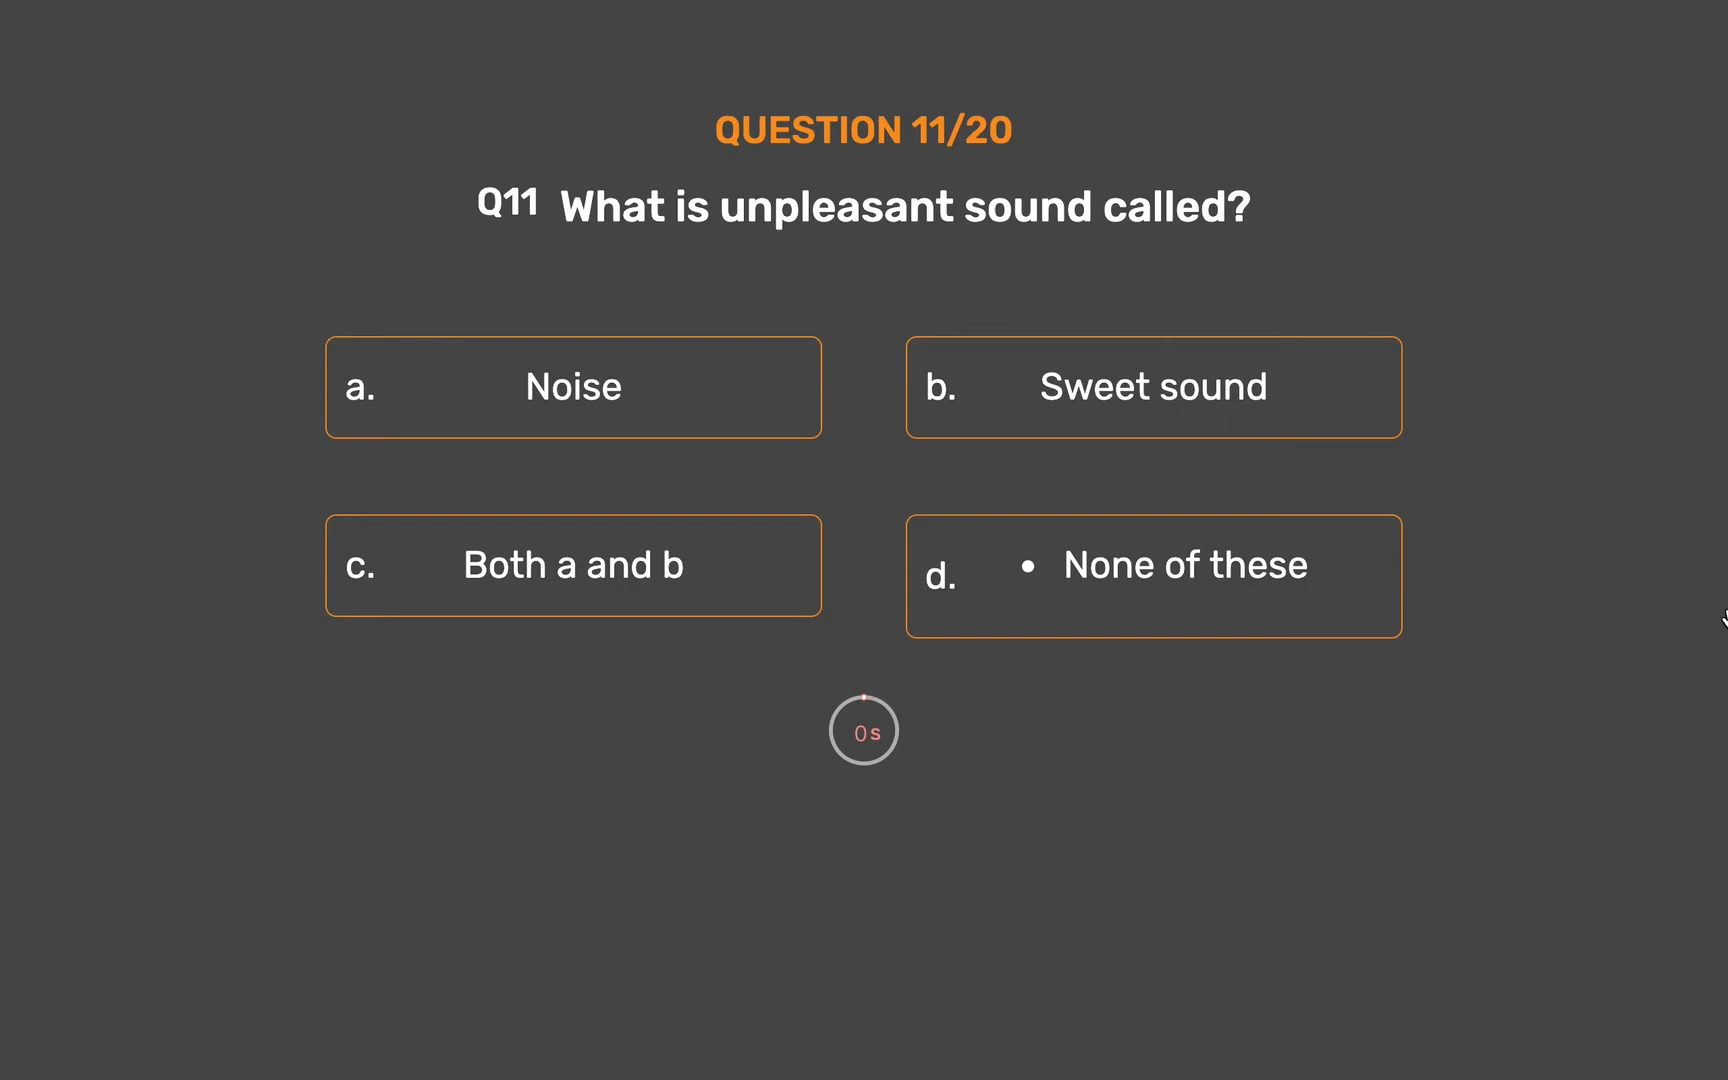 QUESTION 11/20
Q11 What is unpleasant sound called?
a. Noise
b. Sweet sound
c. Both a and b
d. • None of these
0s